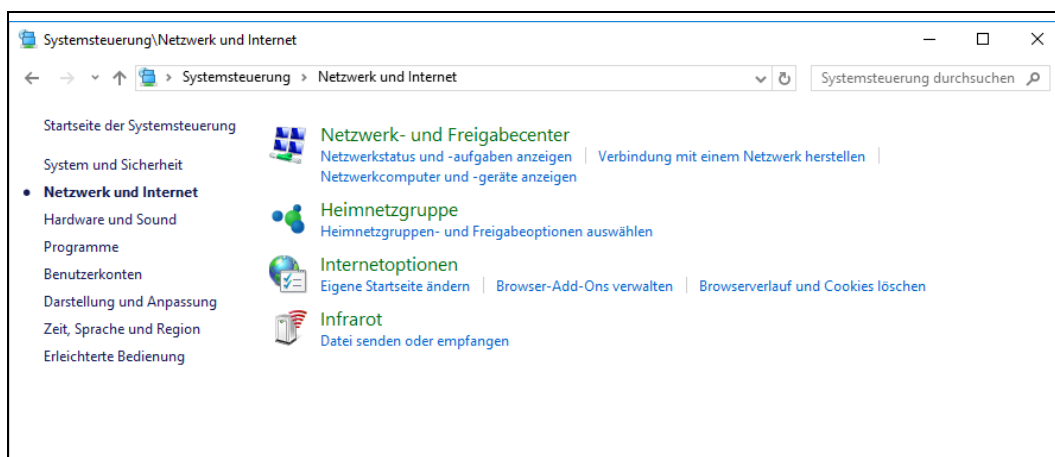 Systemsteuerung\Netzwerk und Internet
Systemsteuerung > Netzwerk und Internet
Systemsteuerung durchsuchen
Startseite der Systemsteuerung
System und Sicherheit
Netzwerk und Internet
Hardware und Sound
Programme
Benutzerkonten
Darstellung und Anpassung
Zeit, Sprache und Region
Erleichterte Bedienung
Netzwerk- und Freigabecenter
Netzwerkstatus und -aufgaben anzeigen | Verbindung mit einem Netzwerk herstellen |
Netzwerkcomputer und -geräte anzeigen
Heimnetzgruppe
Heimnetzgruppen- und Freigabeoptionen auswählen
Internetoptionen
Eigene Startseite ändern | Browser-Add-Ons verwalten | Browserverlauf und Cookies löschen
Infrarot
Datei senden oder empfangen